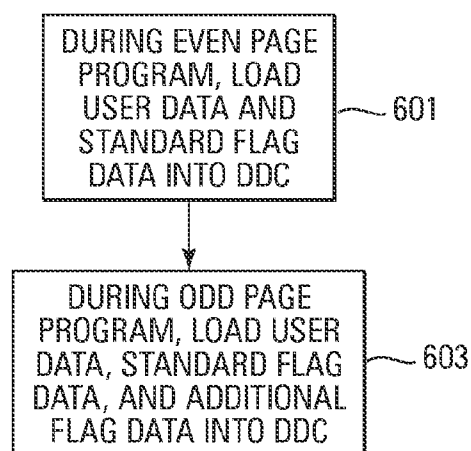 DURING EVEN PAGE
PROGRAM, LOAD
USER DATA AND
STANDARD FLAG
DATA INTO DDC
601
DURING ODD PAGE
PROGRAM, LOAD USER
DATA, STANDARD FLAG
DATA, AND ADDITIONAL
FLAG DATA INTO DDC
603